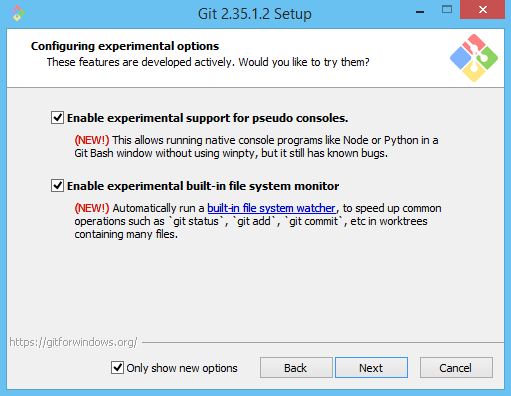 Git 2.35.1.2 Setup
Configuring experimental options
These features are developed actively. Would you like to try them?
Enable experimental support for pseudo consoles.
(NEW!) This allows running native console programs like Node or Python in a
Git Bash window without using winpty, but it still has known bugs.
Enable experimental built-in file system monitor
(NEW!) Automatically run a built-in file system watcher, to speed up common
operations such as `git status`, `git add`, `git commit`, etc in worktrees
containing many files.
https://gitforwindows.org/
Only show new options
Back
Next
Cancel